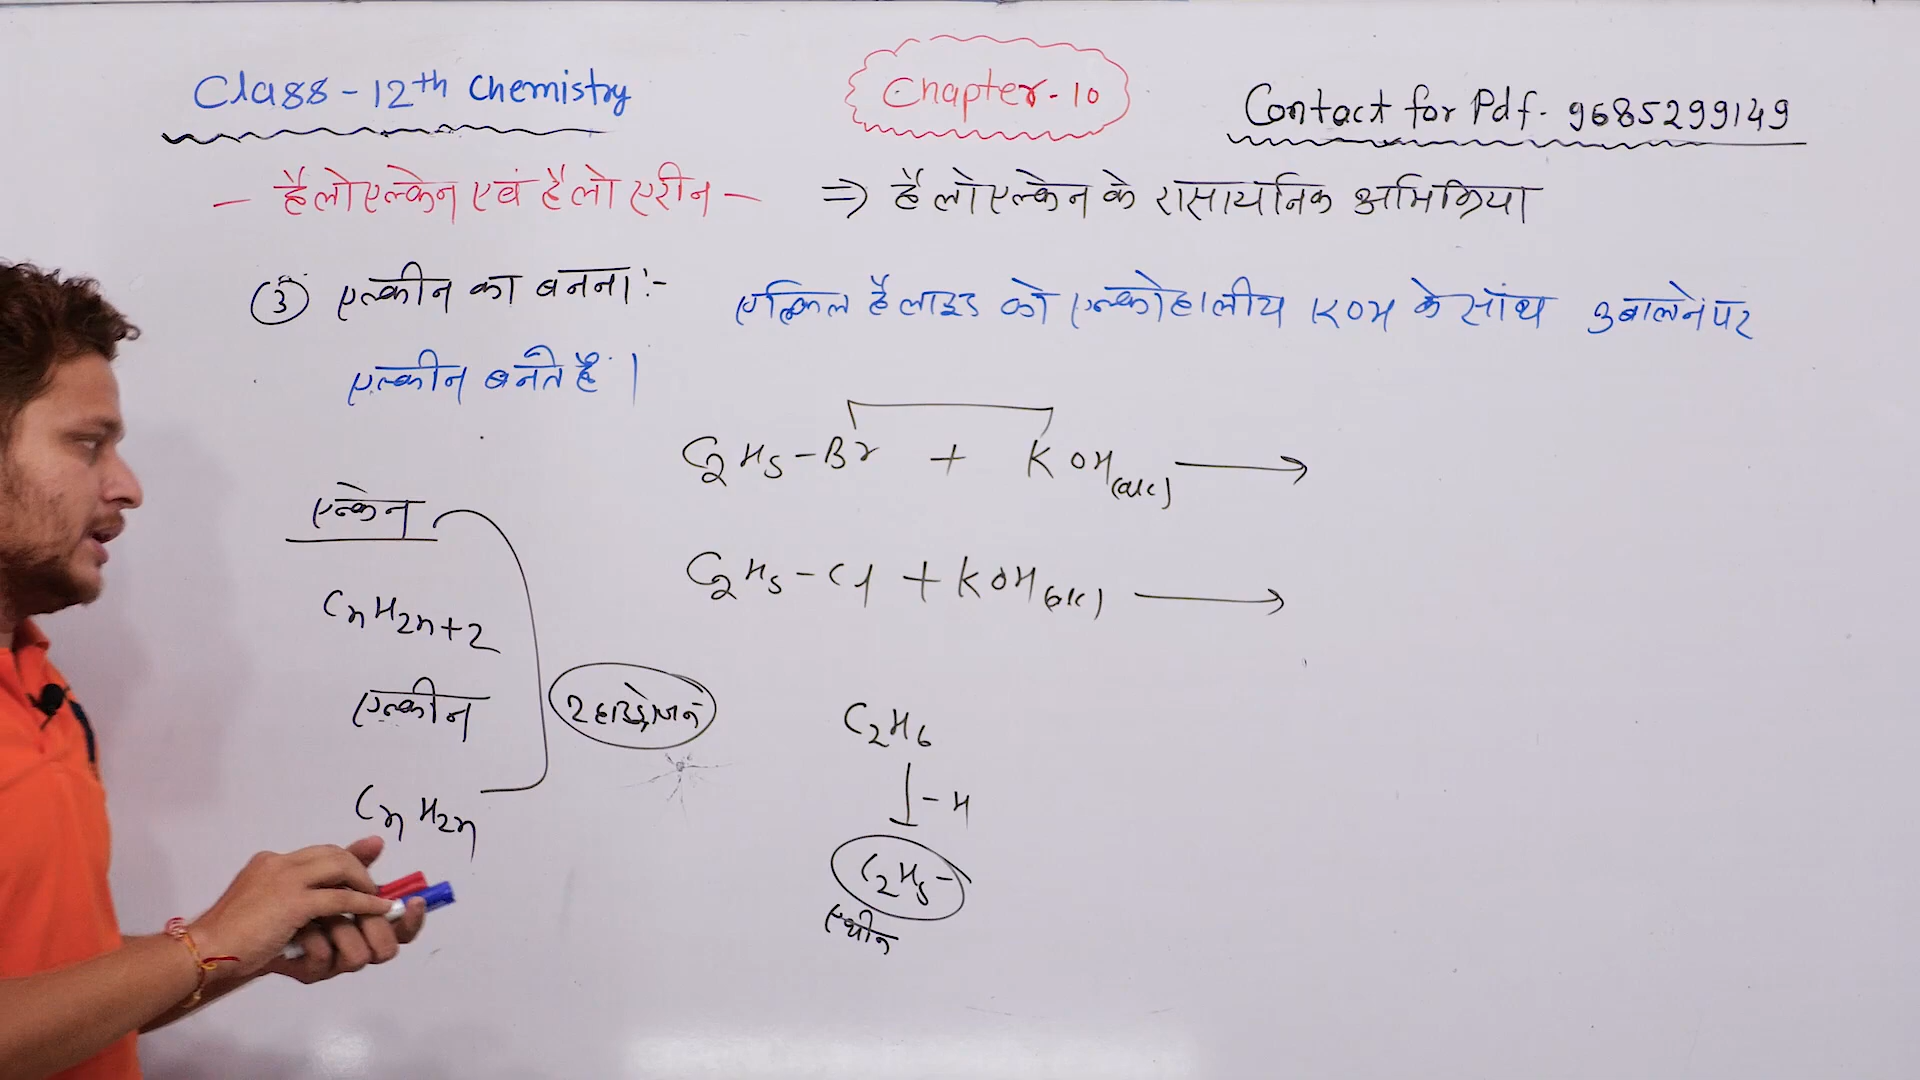 Class - 12th Chemistry
Chapter - 10
Contact for Pdf - 9685299149
- हैलोएल्केन एवं हैलोएरीन -
⇒ हैलोएल्केन के रासायनिक अभिक्रिया
③ एल्कीन का बनना :- एल्किल हैलाइड को एल्कोहालीय KOH के साथ उबालने पर
एल्कीन बनते है।
C2H5-Br + KOH(alc) ⟶
C2H5-Cl + KOH(alc) ⟶
एल्केन
CnH2n+2
एल्कीन
CnH2n
2 हाइड्रोजन
C2H6
-H
C2H5-
एथीन